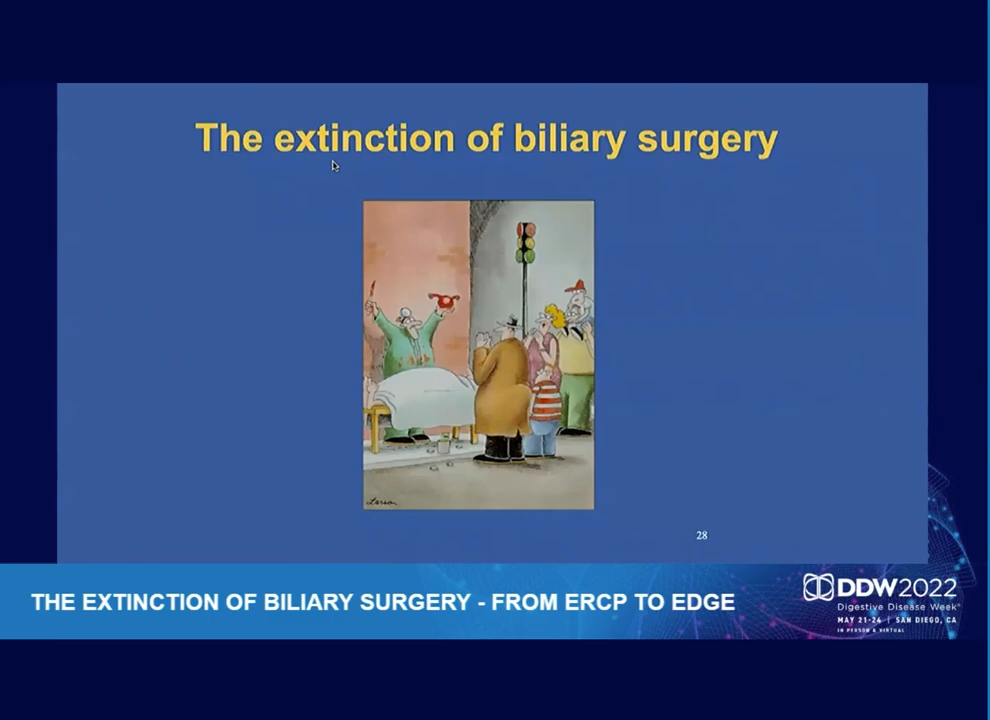 The extinction of biliary surgery
Larson
28
THE EXTINCTION OF BILIARY SURGERY - FROM ERCP TO EDGE
DDW2022
Digestive Disease Week®
MAY 21-24 | SAN DIEGO, CA
IN PERSON & VIRTUAL